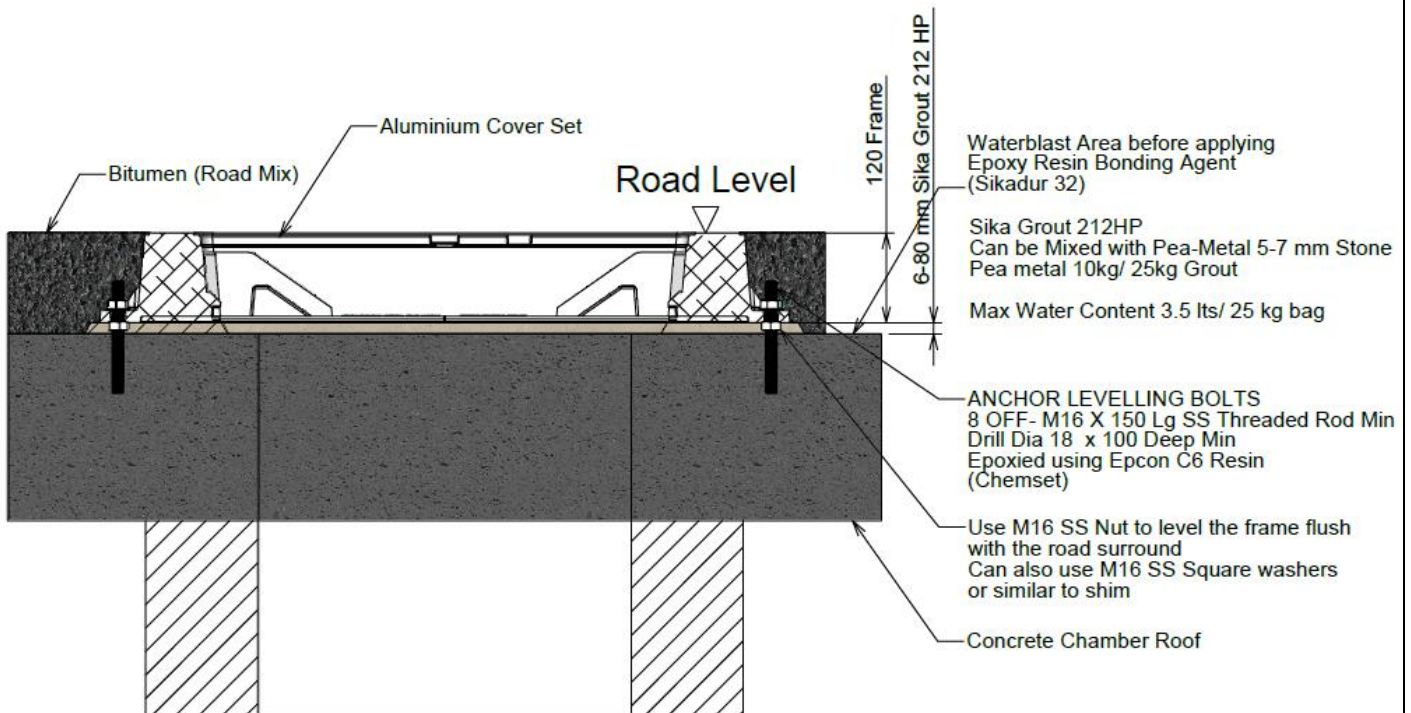 Aluminium Cover Set
Bitumen (Road Mix)
Road Level
120 Frame
6-80 mm Sika Grout 212 HP
Waterblast Area before applying
Epoxy Resin Bonding Agent
(Sikadur 32)
Sika Grout 212HP
Can be Mixed with Pea-Metal 5-7 mm Stone
Pea metal 10kg/ 25kg Grout
Max Water Content 3.5 lts/ 25 kg bag
ANCHOR LEVELLING BOLTS
8 OFF- M16 X 150 Lg SS Threaded Rod Min
Drill Dia 18 x 100 Deep Min
Epoxied using Epcon C6 Resin
(Chemset)
Use M16 SS Nut to level the frame flush
with the road surround
Can also use M16 SS Square washers
or similar to shim
Concrete Chamber Roof